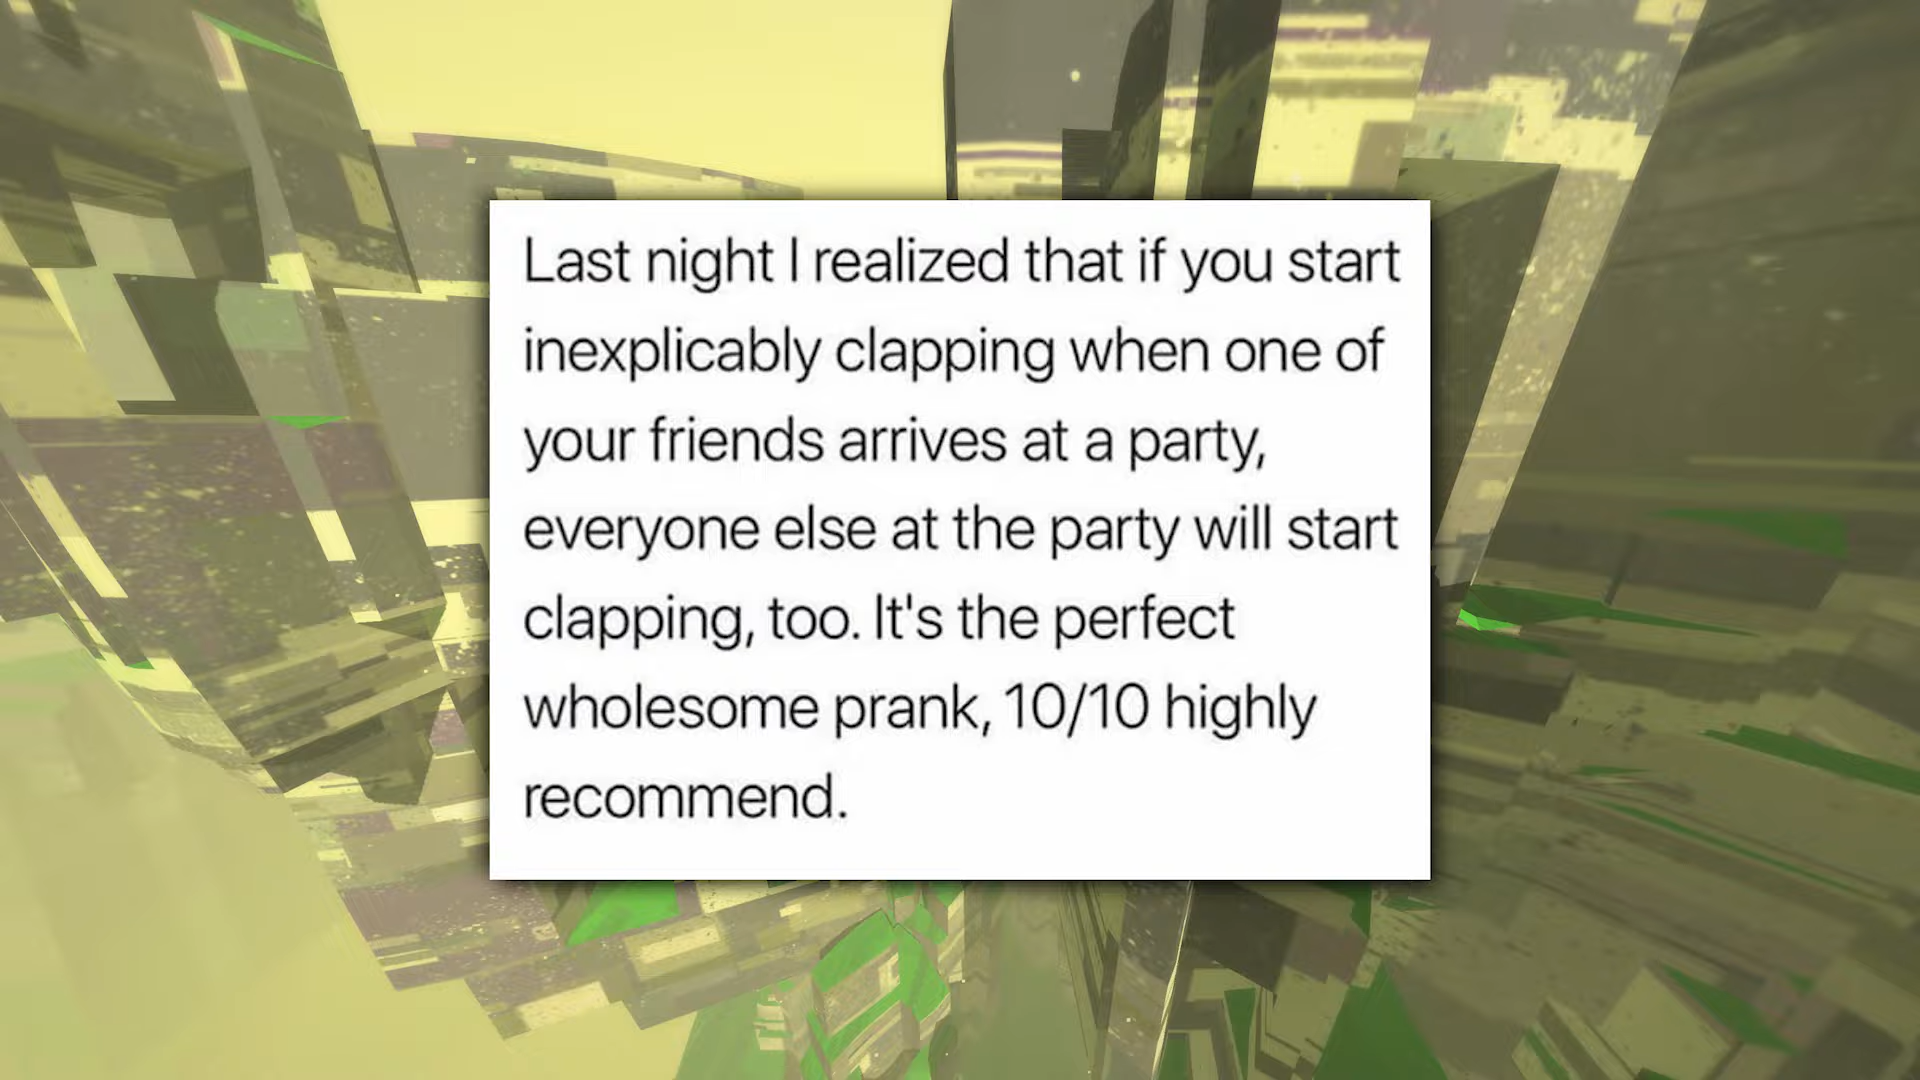 Last night I realized that if you start
inexplicably clapping when one of
your friends arrives at a party,
everyone else at the party will start
clapping, too. It's the perfect
wholesome prank, 10/10 highly
recommend.